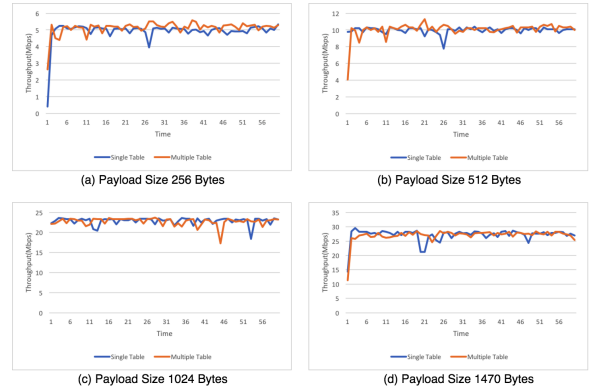 6
5
4
3
2
1
0
Throughput(Mbps)
1 6 11 16 21 26 31 36 41 46 51 56
Time
Single Table Multiple Table
(a) Payload Size 256 Bytes
12
10
8
6
4
2
0
Throughput(Mbps)
1 6 11 16 21 26 31 36 41 46 51 56
Time
Single Table Multiple Table
(b) Payload Size 512 Bytes
25
20
15
10
5
0
Throughput(Mbps)
1 6 11 16 21 26 31 36 41 46 51 56
Time
Single Table Multiple Table
(c) Payload Size 1024 Bytes
35
30
25
20
15
10
5
0
Throughput(Mbps)
1 6 11 16 21 26 31 36 41 46 51 56
Time
Single Table Multiple Table
(d) Payload Size 1470 Bytes